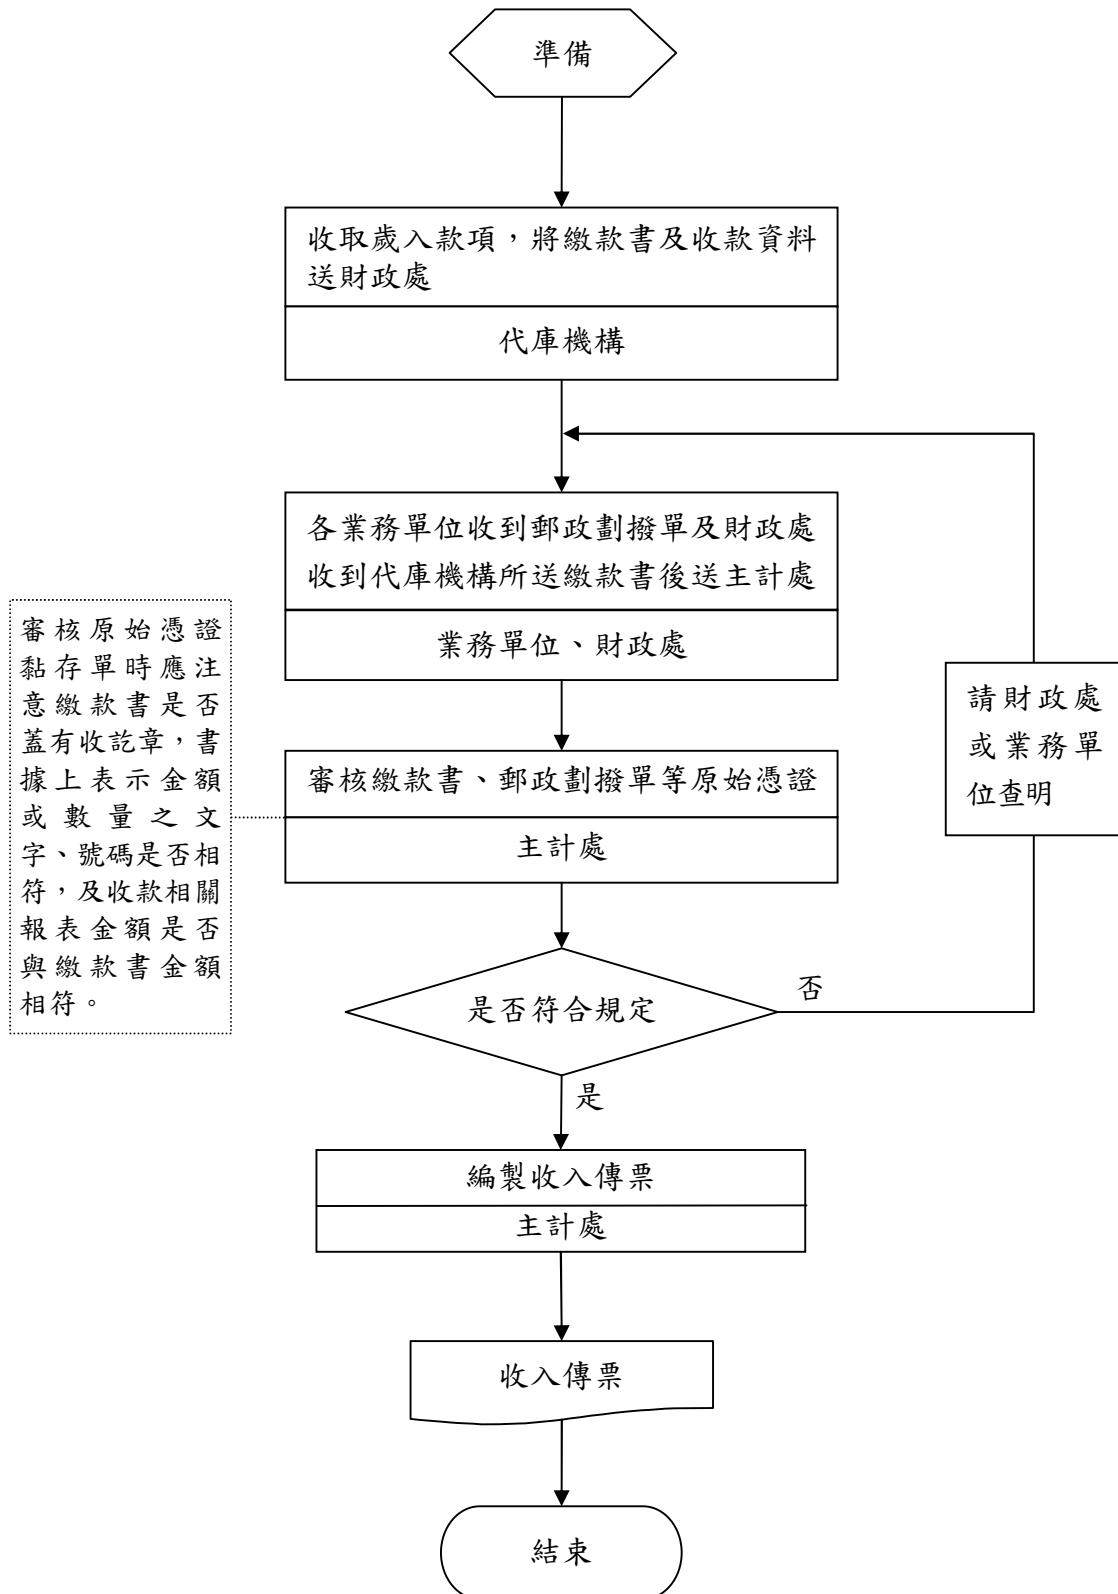 準備
收取歲入款項，將繳款書及收款資料
送財政處
代庫機構
各業務單位收到郵政劃撥單及財政處
收到代庫機構所送繳款書後送主計處
業務單位、財政處
審核原始憑證
黏存單時應注
意繳款書是否
蓋有收訖章，書
據上表示金額
或數量之文
字、號碼是否相
符，及收款相關
報表金額是否
與繳款書金額
相符。
審核繳款書、郵政劃撥單等原始憑證
主計處
請財政處
或業務單
位查明
是否符合規定
否
是
編製收入傳票
主計處
收入傳票
結束